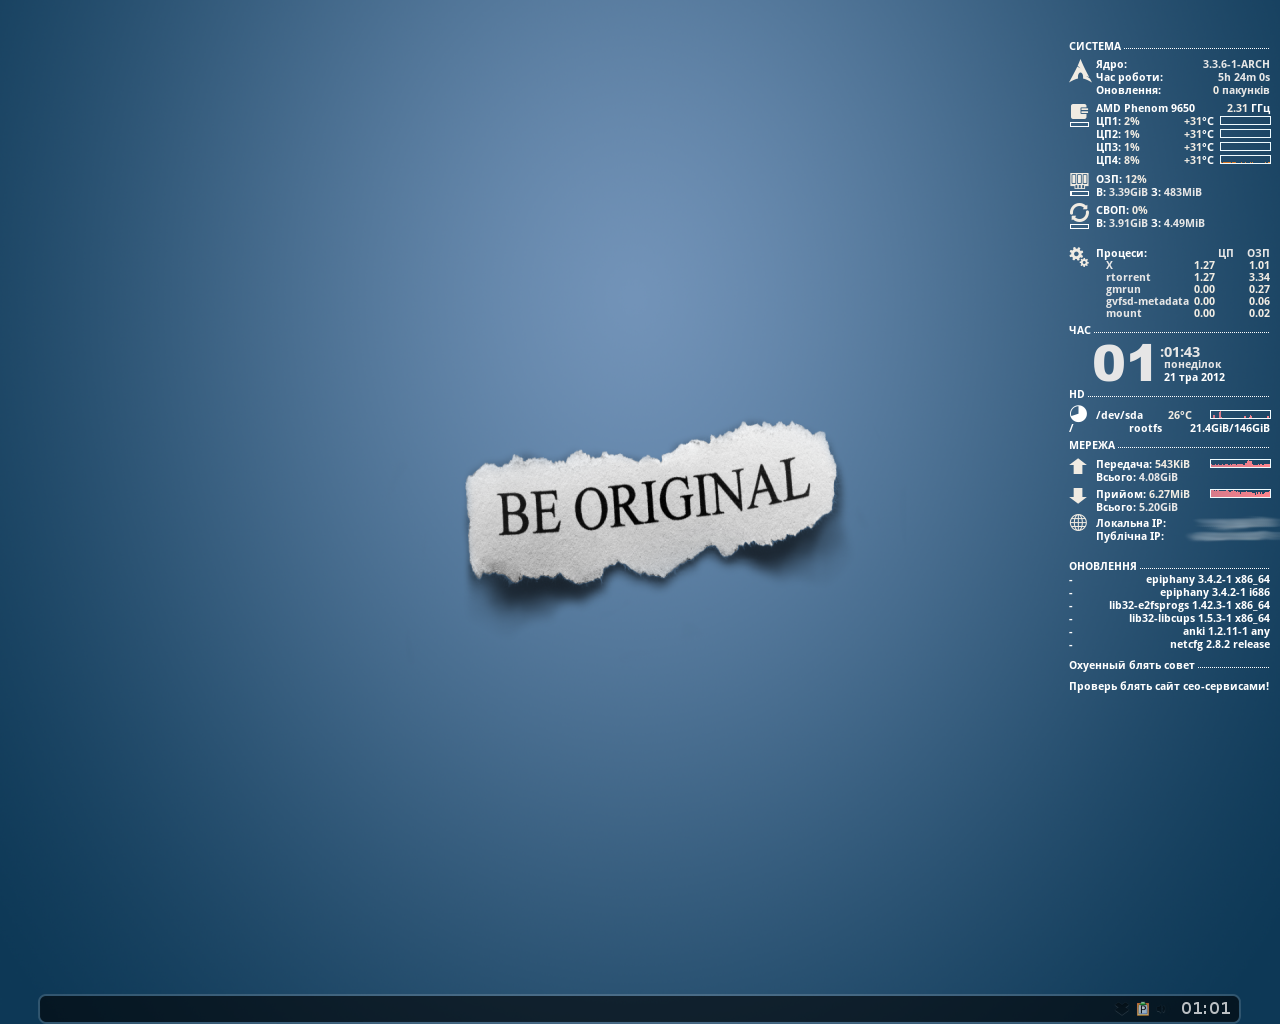 СИСТЕМА
Ядро: 3.3.6-1-ARCH
Час роботи: 5h 24m 0s
Оновлення: 0 пакунків
AMD Phenom 9650 2.31 ГГц
ЦП1: 2% +31°C
ЦП2: 1% +31°C
ЦП3: 1% +31°C
ЦП4: 8% +31°C
ОЗП: 12%
В: 3.39GiB З: 483MiB
СВОП: 0%
В: 3.91GiB З: 4.49MiB
Процеси: ЦП ОЗП
X 1.27 1.01
rtorrent 1.27 3.34
gmrun 0.00 0.27
gvfsd-metadata 0.00 0.06
mount 0.00 0.02
ЧАС
01 :01:43
понеділок
21 тра 2012
HD
/dev/sda 26°C
/ rootfs 21.4GiB/146GiB
МЕРЕЖА
Передача: 543KiB
Всього: 4.08GiB
Прийом: 6.27MiB
Всього: 5.20GiB
Локальна IP:
Публічна IP:
ОНОВЛЕННЯ
- epiphany 3.4.2-1 x86_64
- epiphany 3.4.2-1 i686
- lib32-e2fsprogs 1.42.3-1 x86_64
- lib32-libcups 1.5.3-1 x86_64
- anki 1.2.11-1 any
- netcfg 2.8.2 release
Охуенный блять совет
Проверь блять сайт сео-сервисами!
BE ORIGINAL
P
01:01